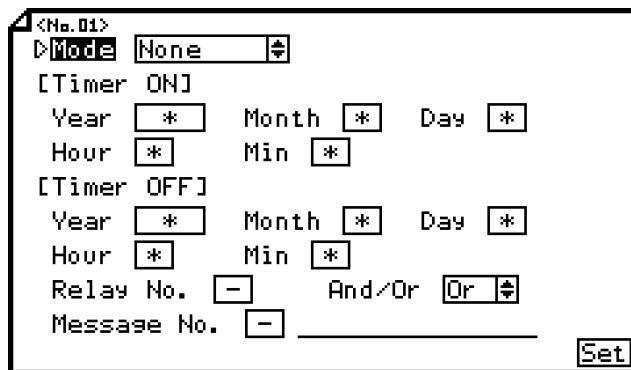 <No.01>
Mode None
[Timer ON]
Year * Month * Day *
Hour * Min *
[Timer OFF]
Year * Month * Day *
Hour * Min *
Relay No. - And/Or Or
Message No. -
Set